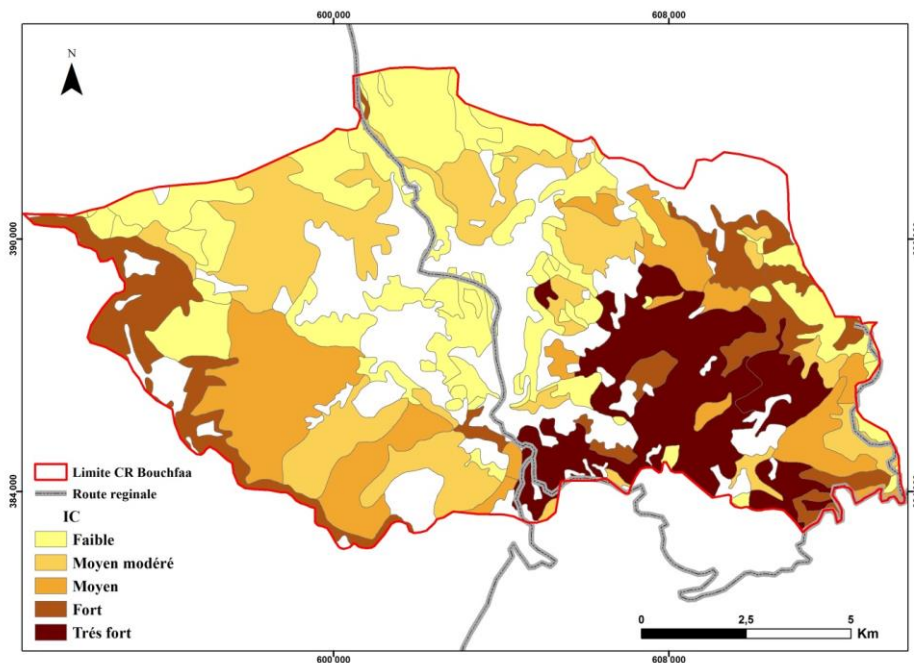 600,000 608,000
N
390,000
384,000
Limite CR Bouchfaa
Route reginale
IC
Faible
Moyen modéré
Moyen
Fort
Trés fort
0 2,5 5
Km
600 000 608 000